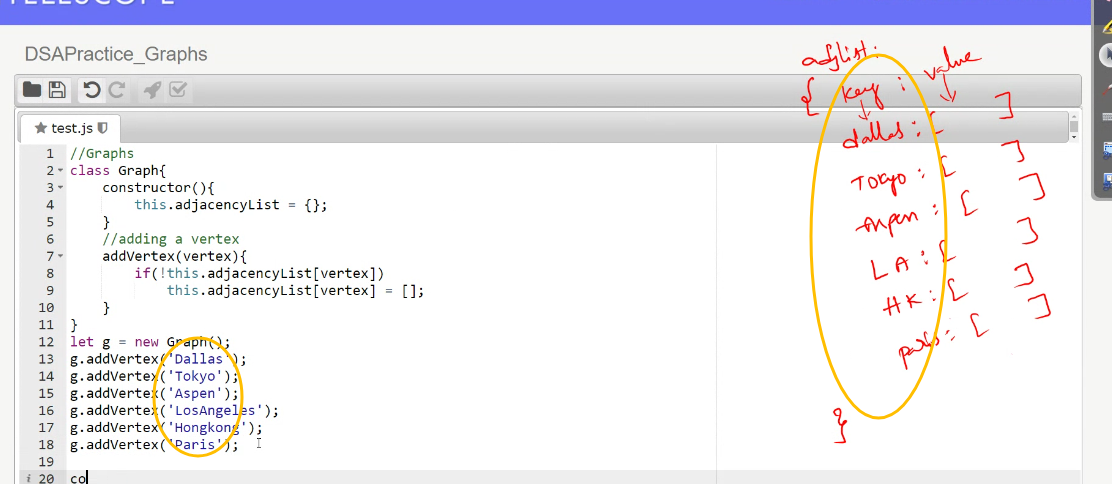 TELESCOPE
DSAPractice_Graphs
test.js
1 //Graphs
2 class Graph{
3 constructor(){
4 this.adjacencyList = {};
5 }
6 //adding a vertex
7 addVertex(vertex){
8 if(!this.adjacencyList[vertex])
9 this.adjacencyList[vertex] = [];
10 }
11 }
12 let g = new Graph();
13 g.addVertex('Dallas');
14 g.addVertex('Tokyo');
15 g.addVertex('Aspen');
16 g.addVertex('LosAngeles');
17 g.addVertex('Hongkong');
18 g.addVertex('Paris');
19
i 20 co
adjlist:
{ key : value
dallas : [ ]
Tokyo : [ ]
Aspen : [ ]
LA : [ ]
HK : [ ]
paris : [ ]
}